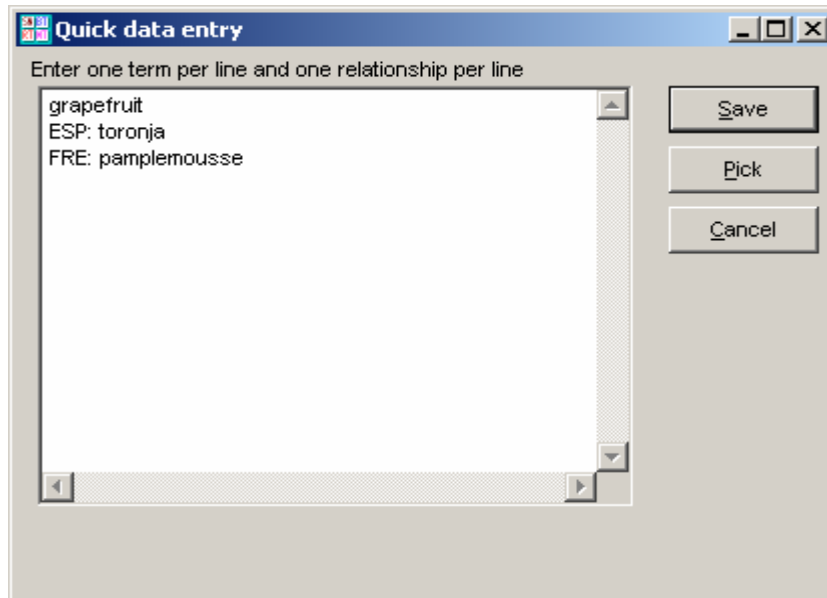 Quick data entry
Enter one term per line and one relationship per line
grapefruit
ESP: toronja
FRE: pamplemousse
Save
Pick
Cancel